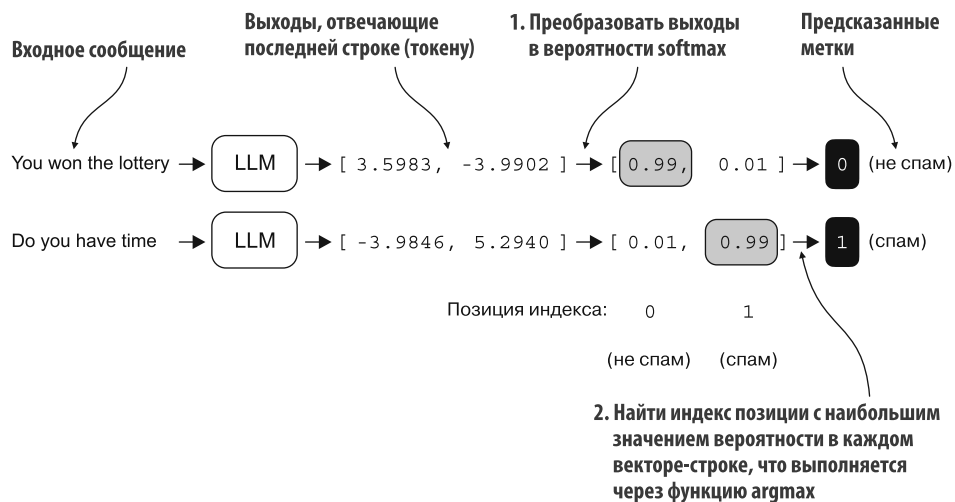 Входное сообщение
Выходы, отвечающие
последней строке (токену)
1. Преобразовать выходы
в вероятности softmax
Предсказанные
метки
You won the lottery LLM [ 3.5983, -3.9902 ] [ 0.99, 0.01 ] 0 (не спам)
Do you have time LLM [ -3.9846, 5.2940 ] [ 0.01, 0.99 ] 1 (спам)
Позиция индекса: 0 1
(не спам) (спам)
2. Найти индекс позиции с наибольшим
значением вероятности в каждом
векторе-строке, что выполняется
через функцию argmax